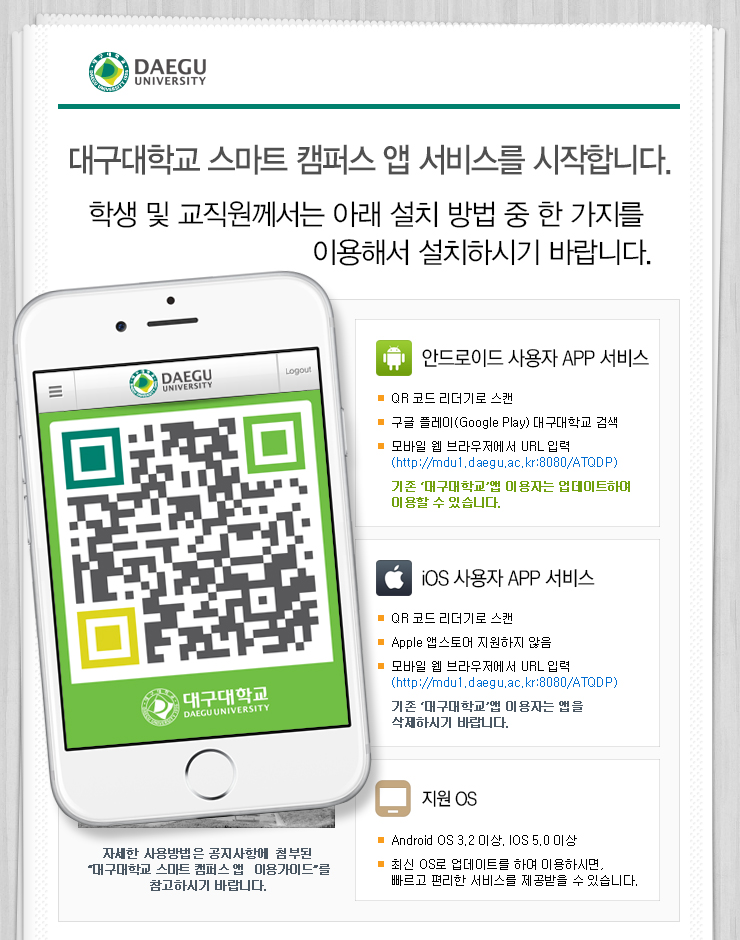 DAEGU
UNIVERSITY
대구대학교 스마트 캠퍼스 앱 서비스를 시작합니다.
학생 및 교직원께서는 아래 설치 방법 중 한 가지를
이용해서 설치하시기 바랍니다.
DAEGU
UNIVERSITY
Logout
대구대학교
DAEGU UNIVERSITY
자세한 사용방법은 공지사항에 첨부된
“대구대학교 스마트 캠퍼스 앱 이용가이드”를
참고하시기 바랍니다.
안드로이드 사용자 APP 서비스
QR 코드 리더기로 스캔
구글 플레이(Google Play) 대구대학교 검색
모바일 웹 브라우저에서 URL 입력
(http://mdu1.daegu.ac.kr:8080/ATQDP)
기존 ‘대구대학교’앱 이용자는 업데이트하여
이용할 수 있습니다.
iOS 사용자 APP 서비스
QR 코드 리더기로 스캔
Apple 앱스토어 지원하지 않음
모바일 웹 브라우저에서 URL 입력
(http://mdu1.daegu.ac.kr:8080/ATQDP)
기존 ‘대구대학교’앱 이용자는 앱을
삭제하시기 바랍니다.
지원 OS
Android OS 3.2 이상, IOS 5.0 이상
최신 OS로 업데이트를 하여 이용하시면,
빠르고 편리한 서비스를 제공받을 수 있습니다.